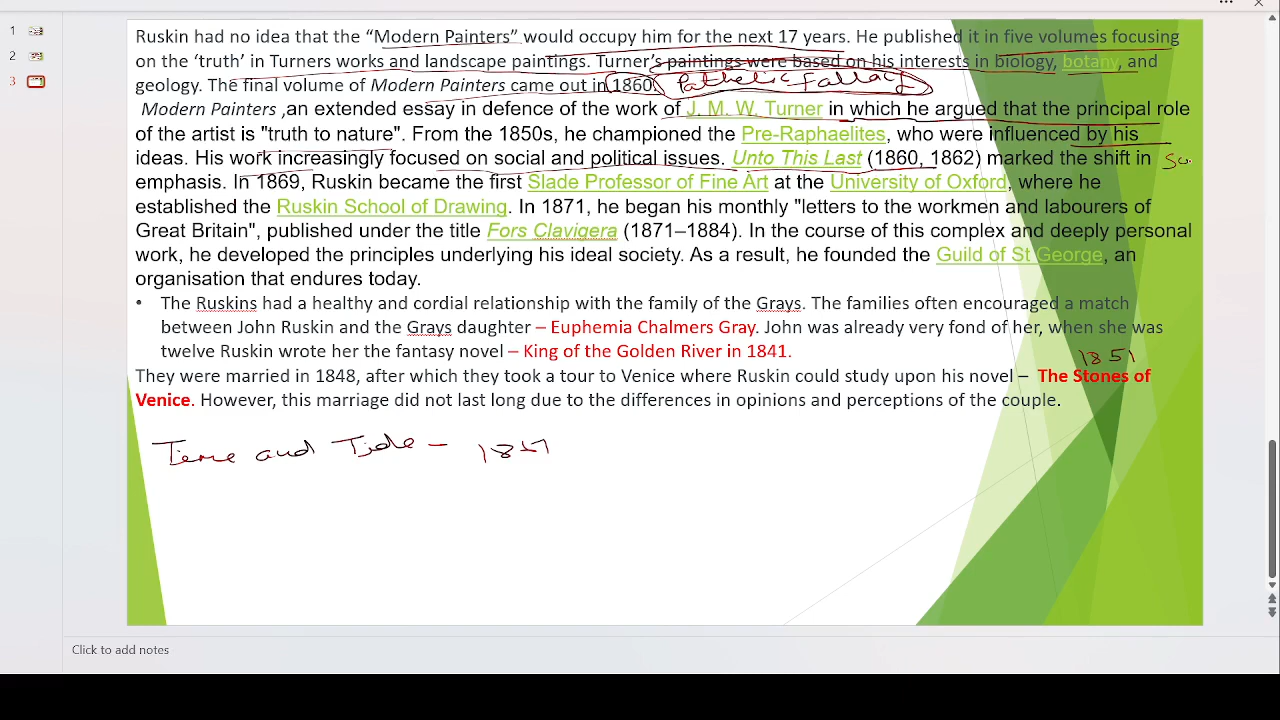 1
2
3
Ruskin had no idea that the “Modern Painters” would occupy him for the next 17 years. He published it in five volumes focusing
on the ‘truth’ in Turners works and landscape paintings. Turner’s paintings were based on his interests in biology, botany, and
geology. The final volume of Modern Painters came out in 1860. Pathetic Fallacy
Modern Painters ,an extended essay in defence of the work of J. M. W. Turner in which he argued that the principal role
of the artist is "truth to nature". From the 1850s, he championed the Pre-Raphaelites, who were influenced by his
ideas. His work increasingly focused on social and political issues. Unto This Last (1860, 1862) marked the shift in
emphasis. In 1869, Ruskin became the first Slade Professor of Fine Art at the University of Oxford, where he
established the Ruskin School of Drawing. In 1871, he began his monthly "letters to the workmen and labourers of
Great Britain", published under the title Fors Clavigera (1871–1884). In the course of this complex and deeply personal
work, he developed the principles underlying his ideal society. As a result, he founded the Guild of St George, an
organisation that endures today.
• The Ruskins had a healthy and cordial relationship with the family of the Grays. The families often encouraged a match
between John Ruskin and the Grays daughter – Euphemia Chalmers Gray. John was already very fond of her, when she was
twelve Ruskin wrote her the fantasy novel – King of the Golden River in 1841.
1851
They were married in 1848, after which they took a tour to Venice where Ruskin could study upon his novel – The Stones of
Venice. However, this marriage did not last long due to the differences in opinions and perceptions of the couple.
Time and Tide –
Click to add notes